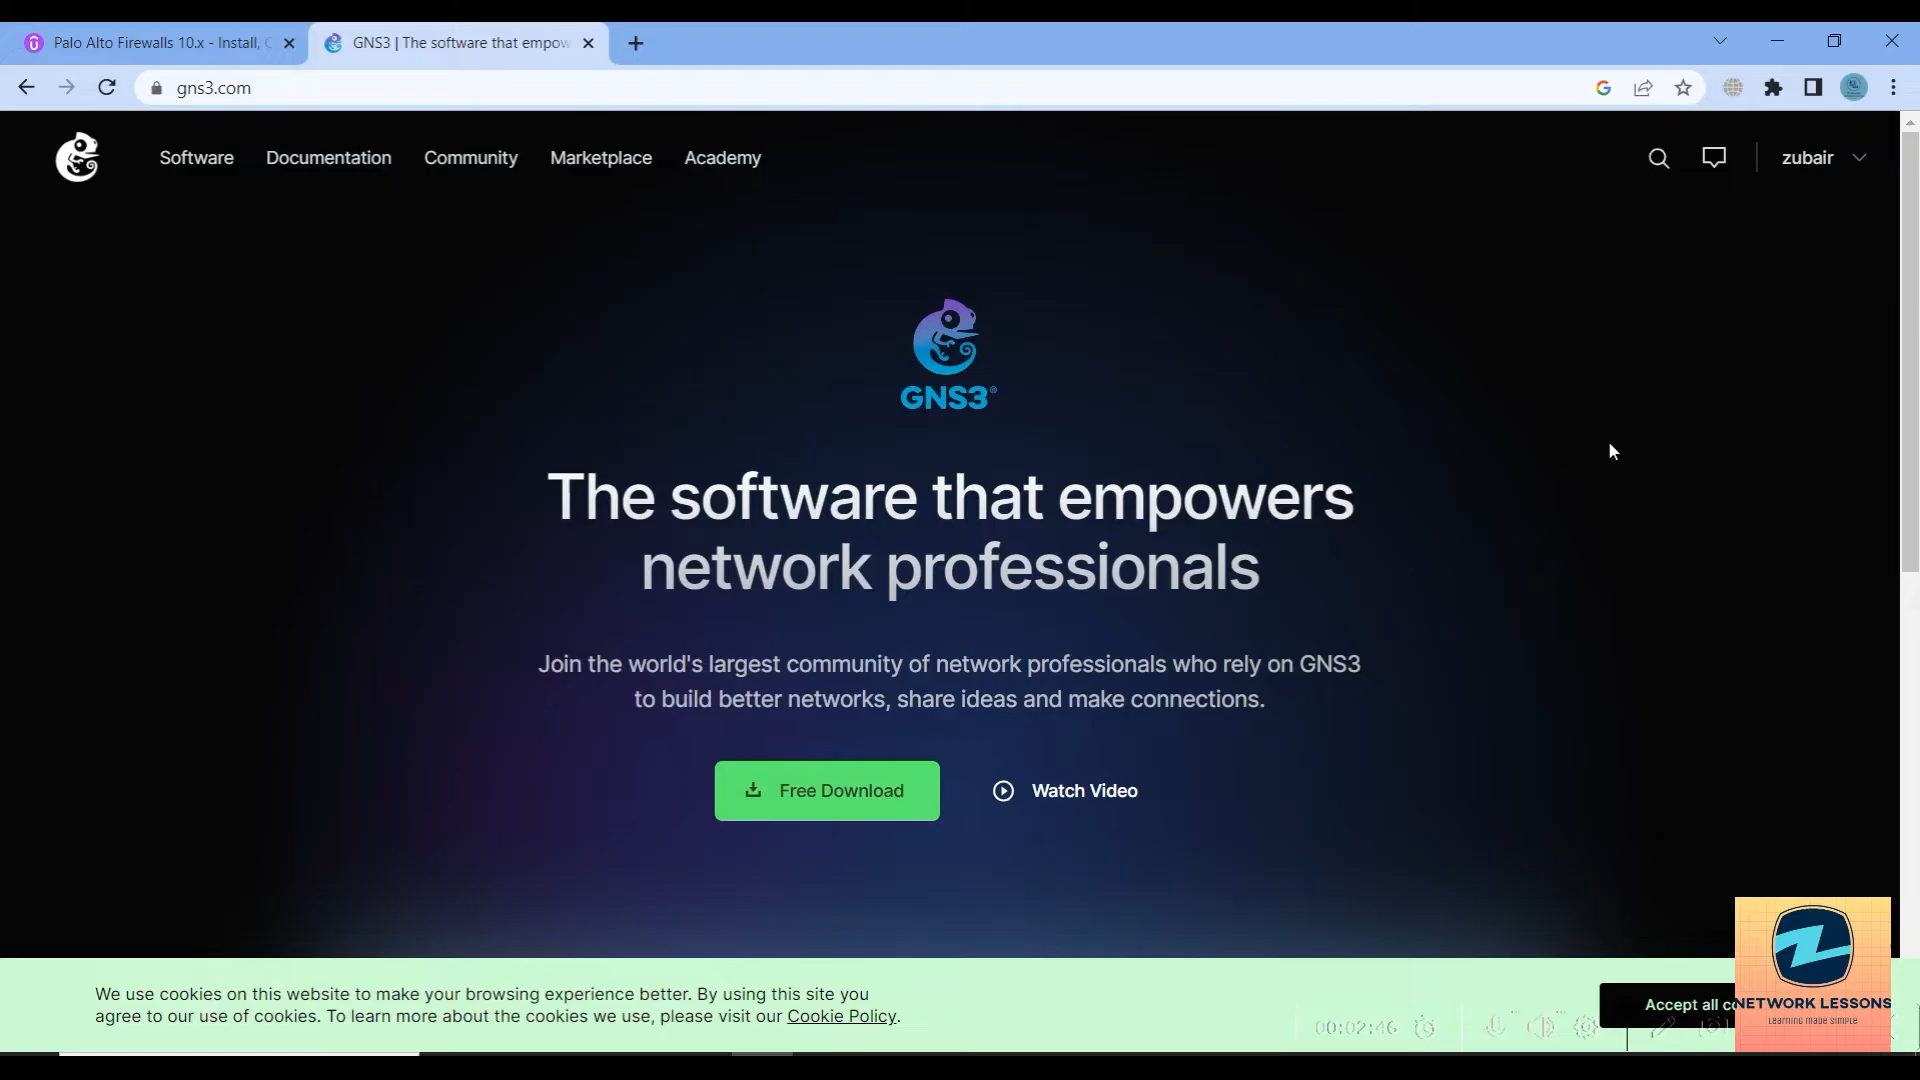 Palo Alto Firewalls 10.x - Install, C
GNS3 | The software that empow
gns3.com
Software Documentation Community Marketplace Academy
zubair
GNS3®
The software that empowers
network professionals
Join the world's largest community of network professionals who rely on GNS3
to build better networks, share ideas and make connections.
Free Download
Watch Video
We use cookies on this website to make your browsing experience better. By using this site you
agree to our use of cookies. To learn more about the cookies we use, please visit our Cookie Policy.
Accept all co
00:02:46
NETWORK LESSONS
Learning made simple